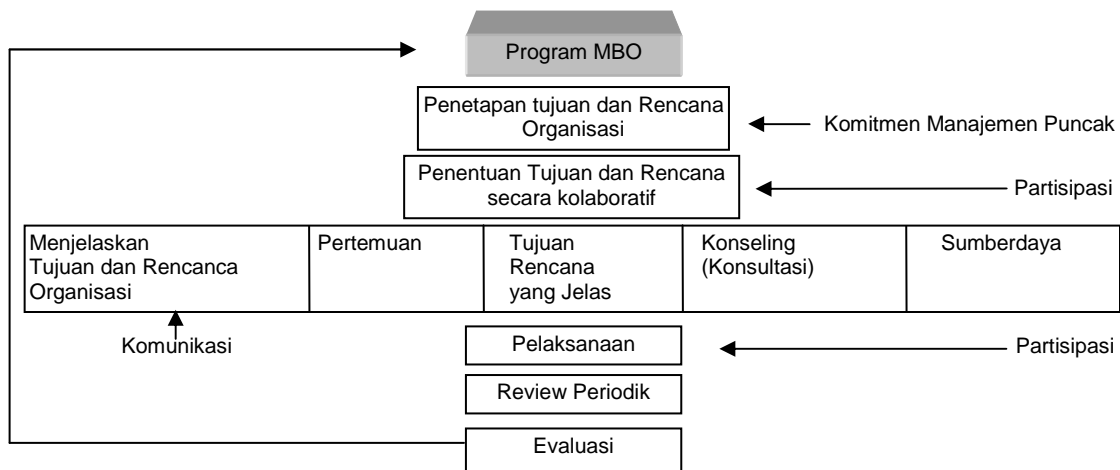 Program MBO
Penetapan tujuan dan Rencana
Organisasi
Komitmen Manajemen Puncak
Penentuan Tujuan dan Rencana
secara kolaboratif
Partisipasi
Menjelaskan
Tujuan dan Rencanca
Organisasi
Pertemuan
Tujuan
Rencana
yang Jelas
Konseling
(Konsultasi)
Sumberdaya
Komunikasi
Pelaksanaan
Partisipasi
Review Periodik
Evaluasi